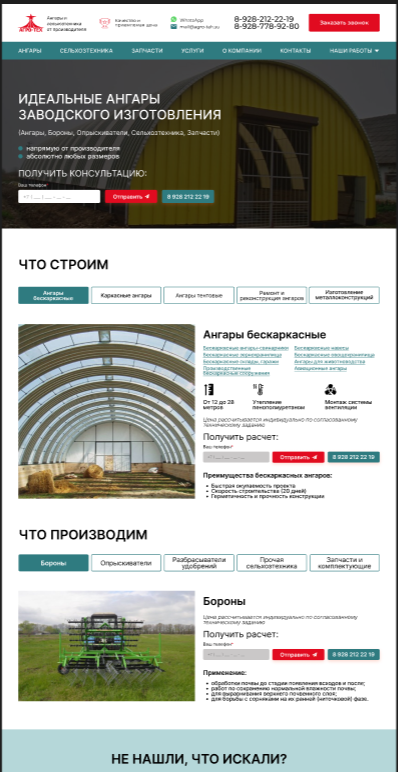 АГРО-ТЕХ
Ангары и
сельхозтехника
от производителя
Качество и
приемлемая цена
WhatsApp
mail@agro-teh.ru
8-928-212-22-19
8-928-778-92-80
Заказать звонок
АНГАРЫ
СЕЛЬХОЗТЕХНИКА
ЗАПЧАСТИ
УСЛУГИ
О КОМПАНИИ
КОНТАКТЫ
НАШИ РАБОТЫ
ИДЕАЛЬНЫЕ АНГАРЫ
ЗАВОДСКОГО ИЗГОТОВЛЕНИЯ
(Ангары, Бороны, Опрыскиватели, Сельхозтехника, Запчасти)
напрямую от производителя
абсолютно любых размеров
ПОЛУЧИТЬ КОНСУЛЬТАЦИЮ:
Ваш телефон
Отправить
8 928 212 22 19
ЧТО СТРОИМ
Ангары
бескаркасные
Каркасные ангары
Ангары тентовые
Ремонт и
реконструкция ангаров
Изготовление
металлоконструкций
Ангары бескаркасные
Бескаркасные ангары-свинарники
Бескаркасные зернохранилища
Бескаркасные склады, гаражи
Производственные
бескаркасные сооружения
Бескаркасные навесы
Бескаркасные овощехранилища
Ангары для животноводства
Авиационные ангары
От 12 до 28
метров
Утепление
пенополиуретаном
Монтаж системы
вентиляции
Цена рассчитывается индивидуально по согласованному
техническому заданию
Получить расчет:
Ваш телефон*
Отправить
8 928 212 22 19
Преимущества бескаркасных ангаров:
Быстрая окупаемость проекта
Скорость строительства (20 дней)
Герметичность и прочность конструкции
ЧТО ПРОИЗВОДИМ
Бороны
Опрыскиватели
Разбрасыватели
удобрений
Прочая
сельхозтехника
Запчасти и
комплектующие
Бороны
Цена рассчитывается индивидуально по согласованному
техническому заданию
Получить расчет:
Ваш телефон*
Отправить
8 928 212 22 19
Применение:
обработки почвы до стадии появления всходов и после;
работ по сохранению нормальной влажности почвы;
для выравнивания верхнего почвенного слоя;
для борьбы с сорняками на их ранней (ниточковой) фазе.
НЕ НАШЛИ, ЧТО ИСКАЛИ?